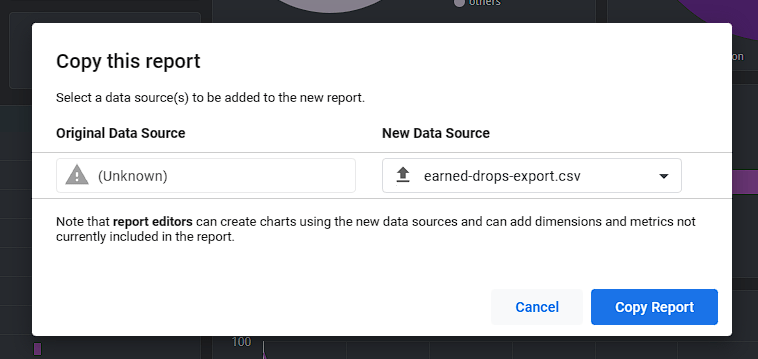 others
on
Copy this report
Select a data source(s) to be added to the new report.
Original Data Source
New Data Source
(Unknown)
earned-drops-export.csv
Note that report editors can create charts using the new data sources and can add dimensions and metrics not
currently included in the report.
Cancel
Copy Report
100